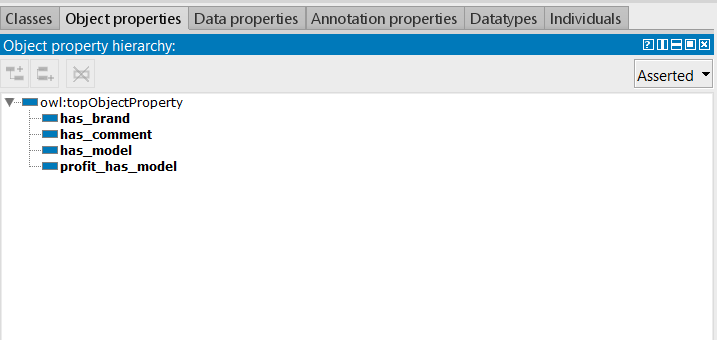 Classes Object properties Data properties Annotation properties Datatypes Individuals
Object property hierarchy:
Asserted
owl:topObjectProperty
has_brand
has_comment
has_model
profit_has_model